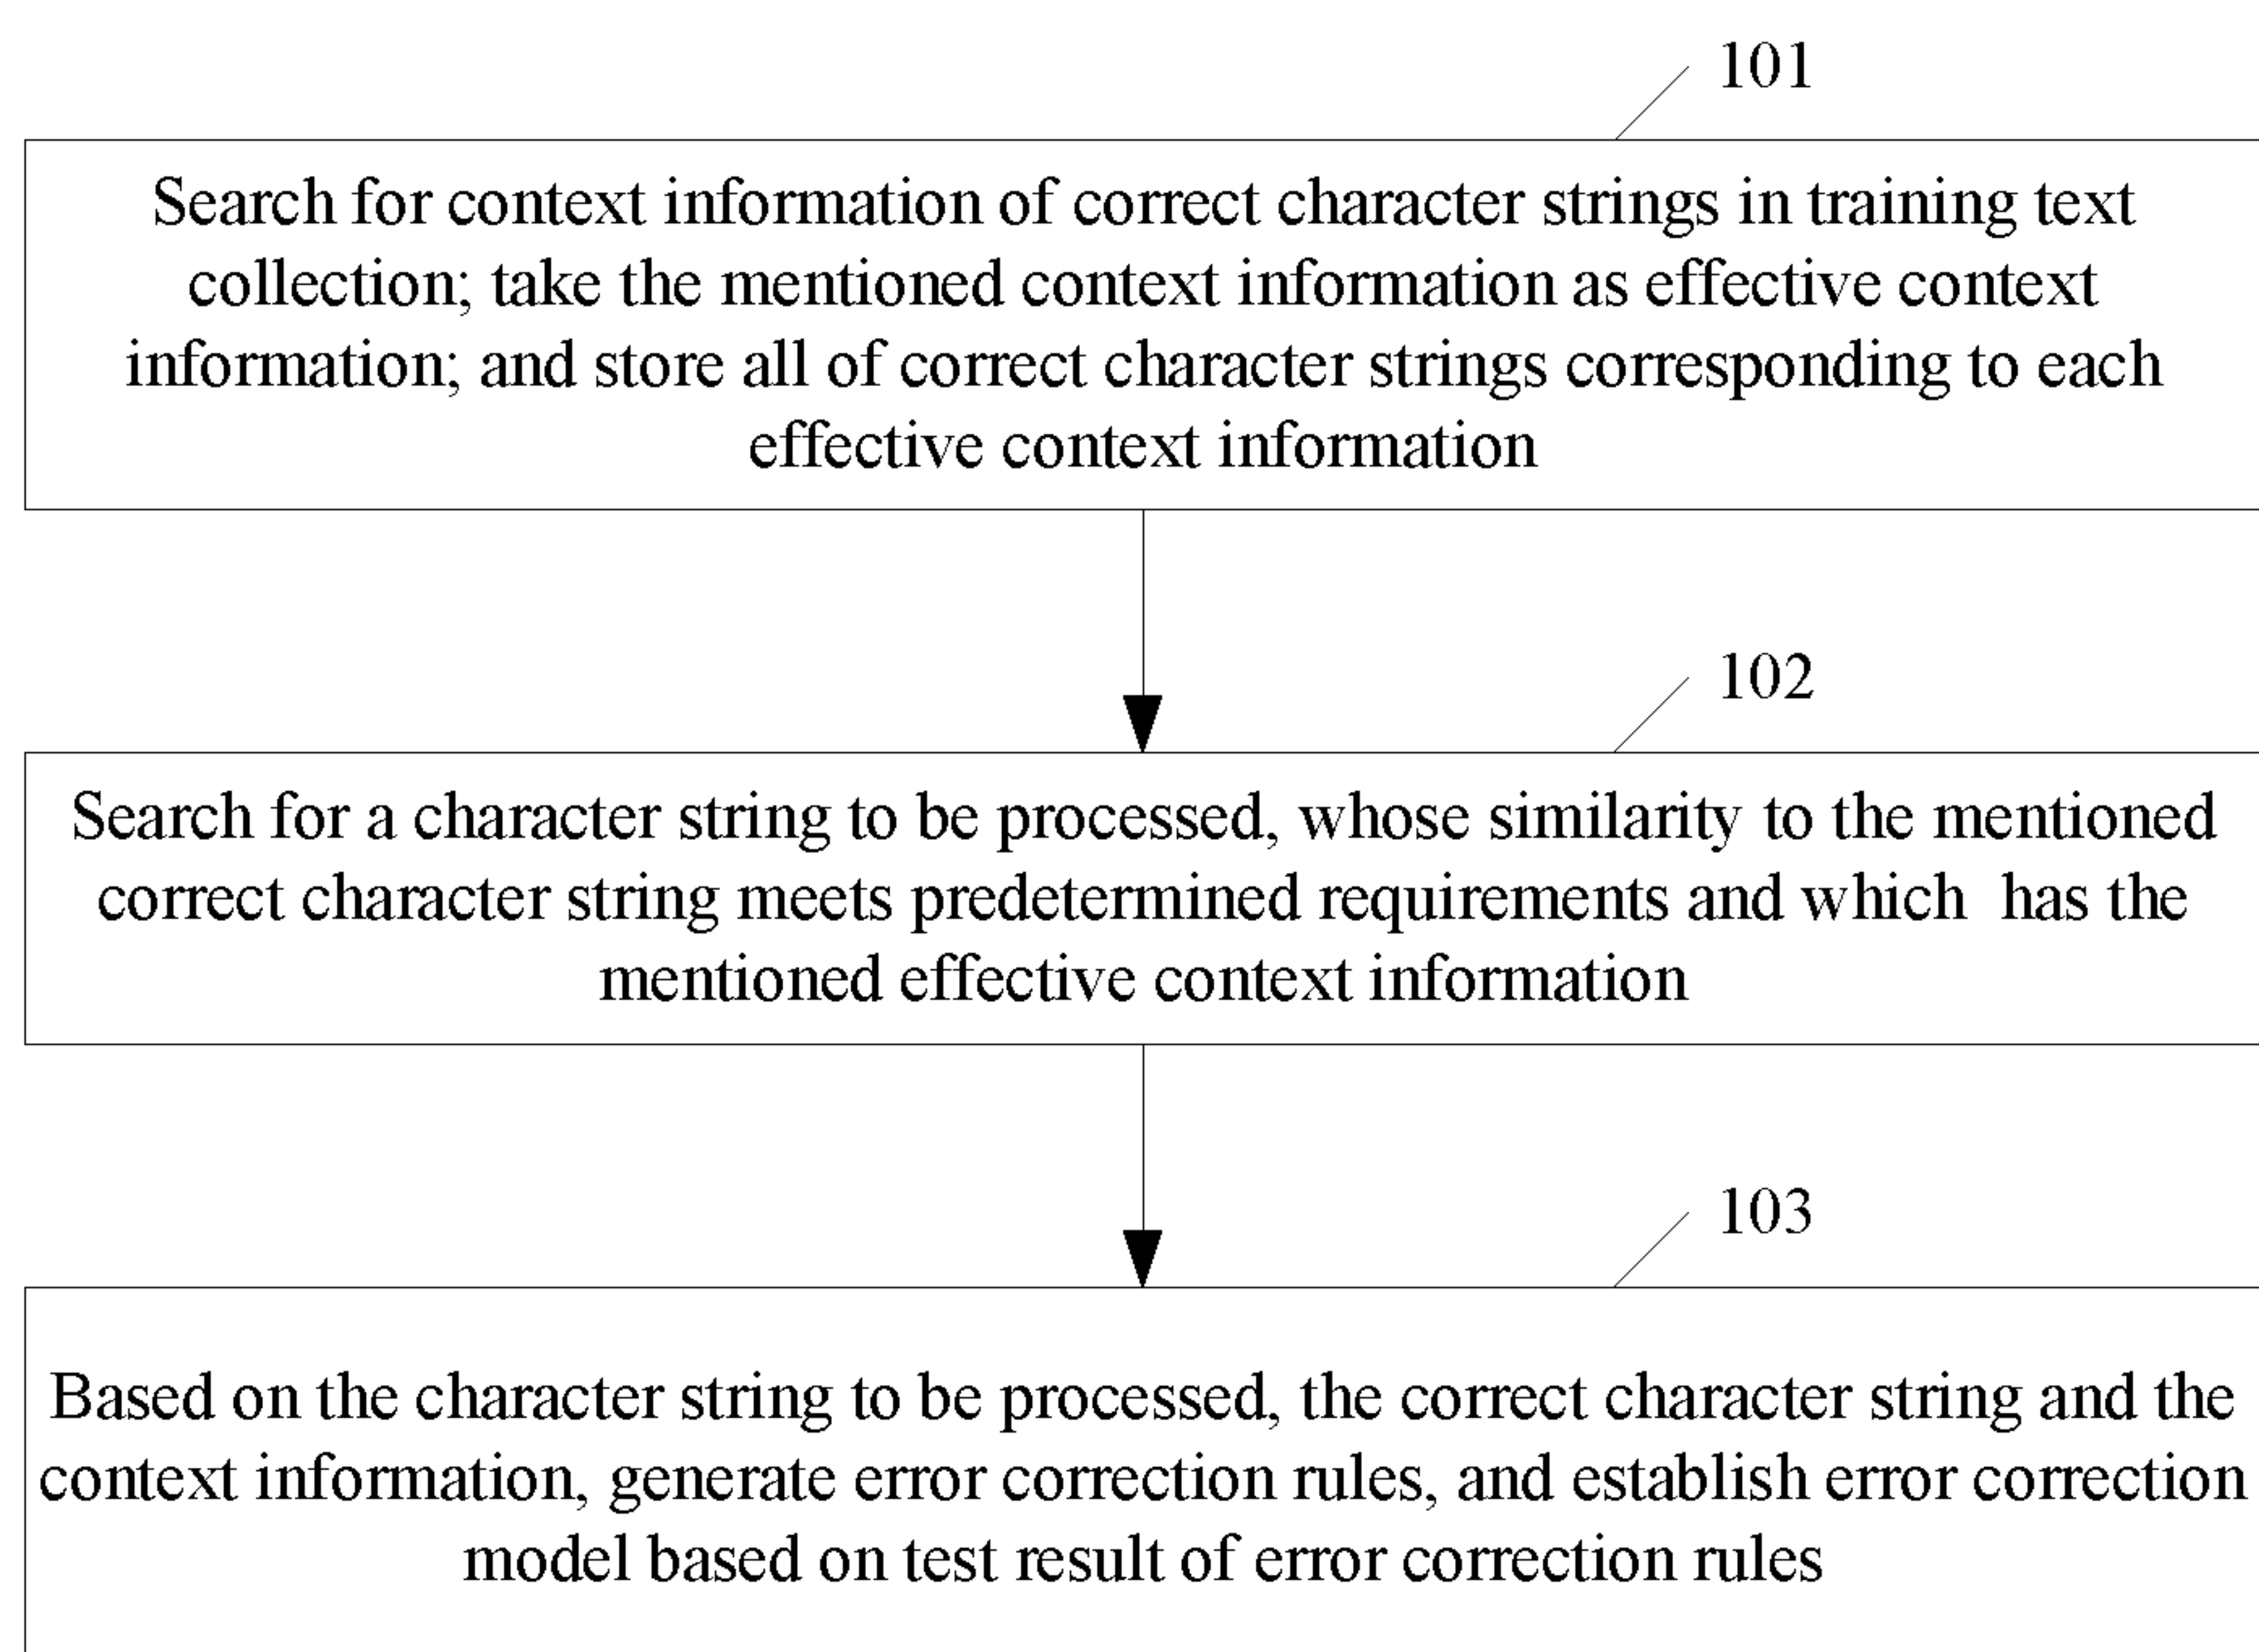 101
Search for context information of correct character strings in training text
collection; take the mentioned context information as effective context
information; and store all of correct character strings corresponding to each
effective context information
102
Search for a character string to be processed, whose similarity to the mentioned
correct character string meets predetermined requirements and which has the
mentioned effective context information
103
Based on the character string to be processed, the correct character string and the
context information, generate error correction rules, and establish error correction
model based on test result of error correction rules